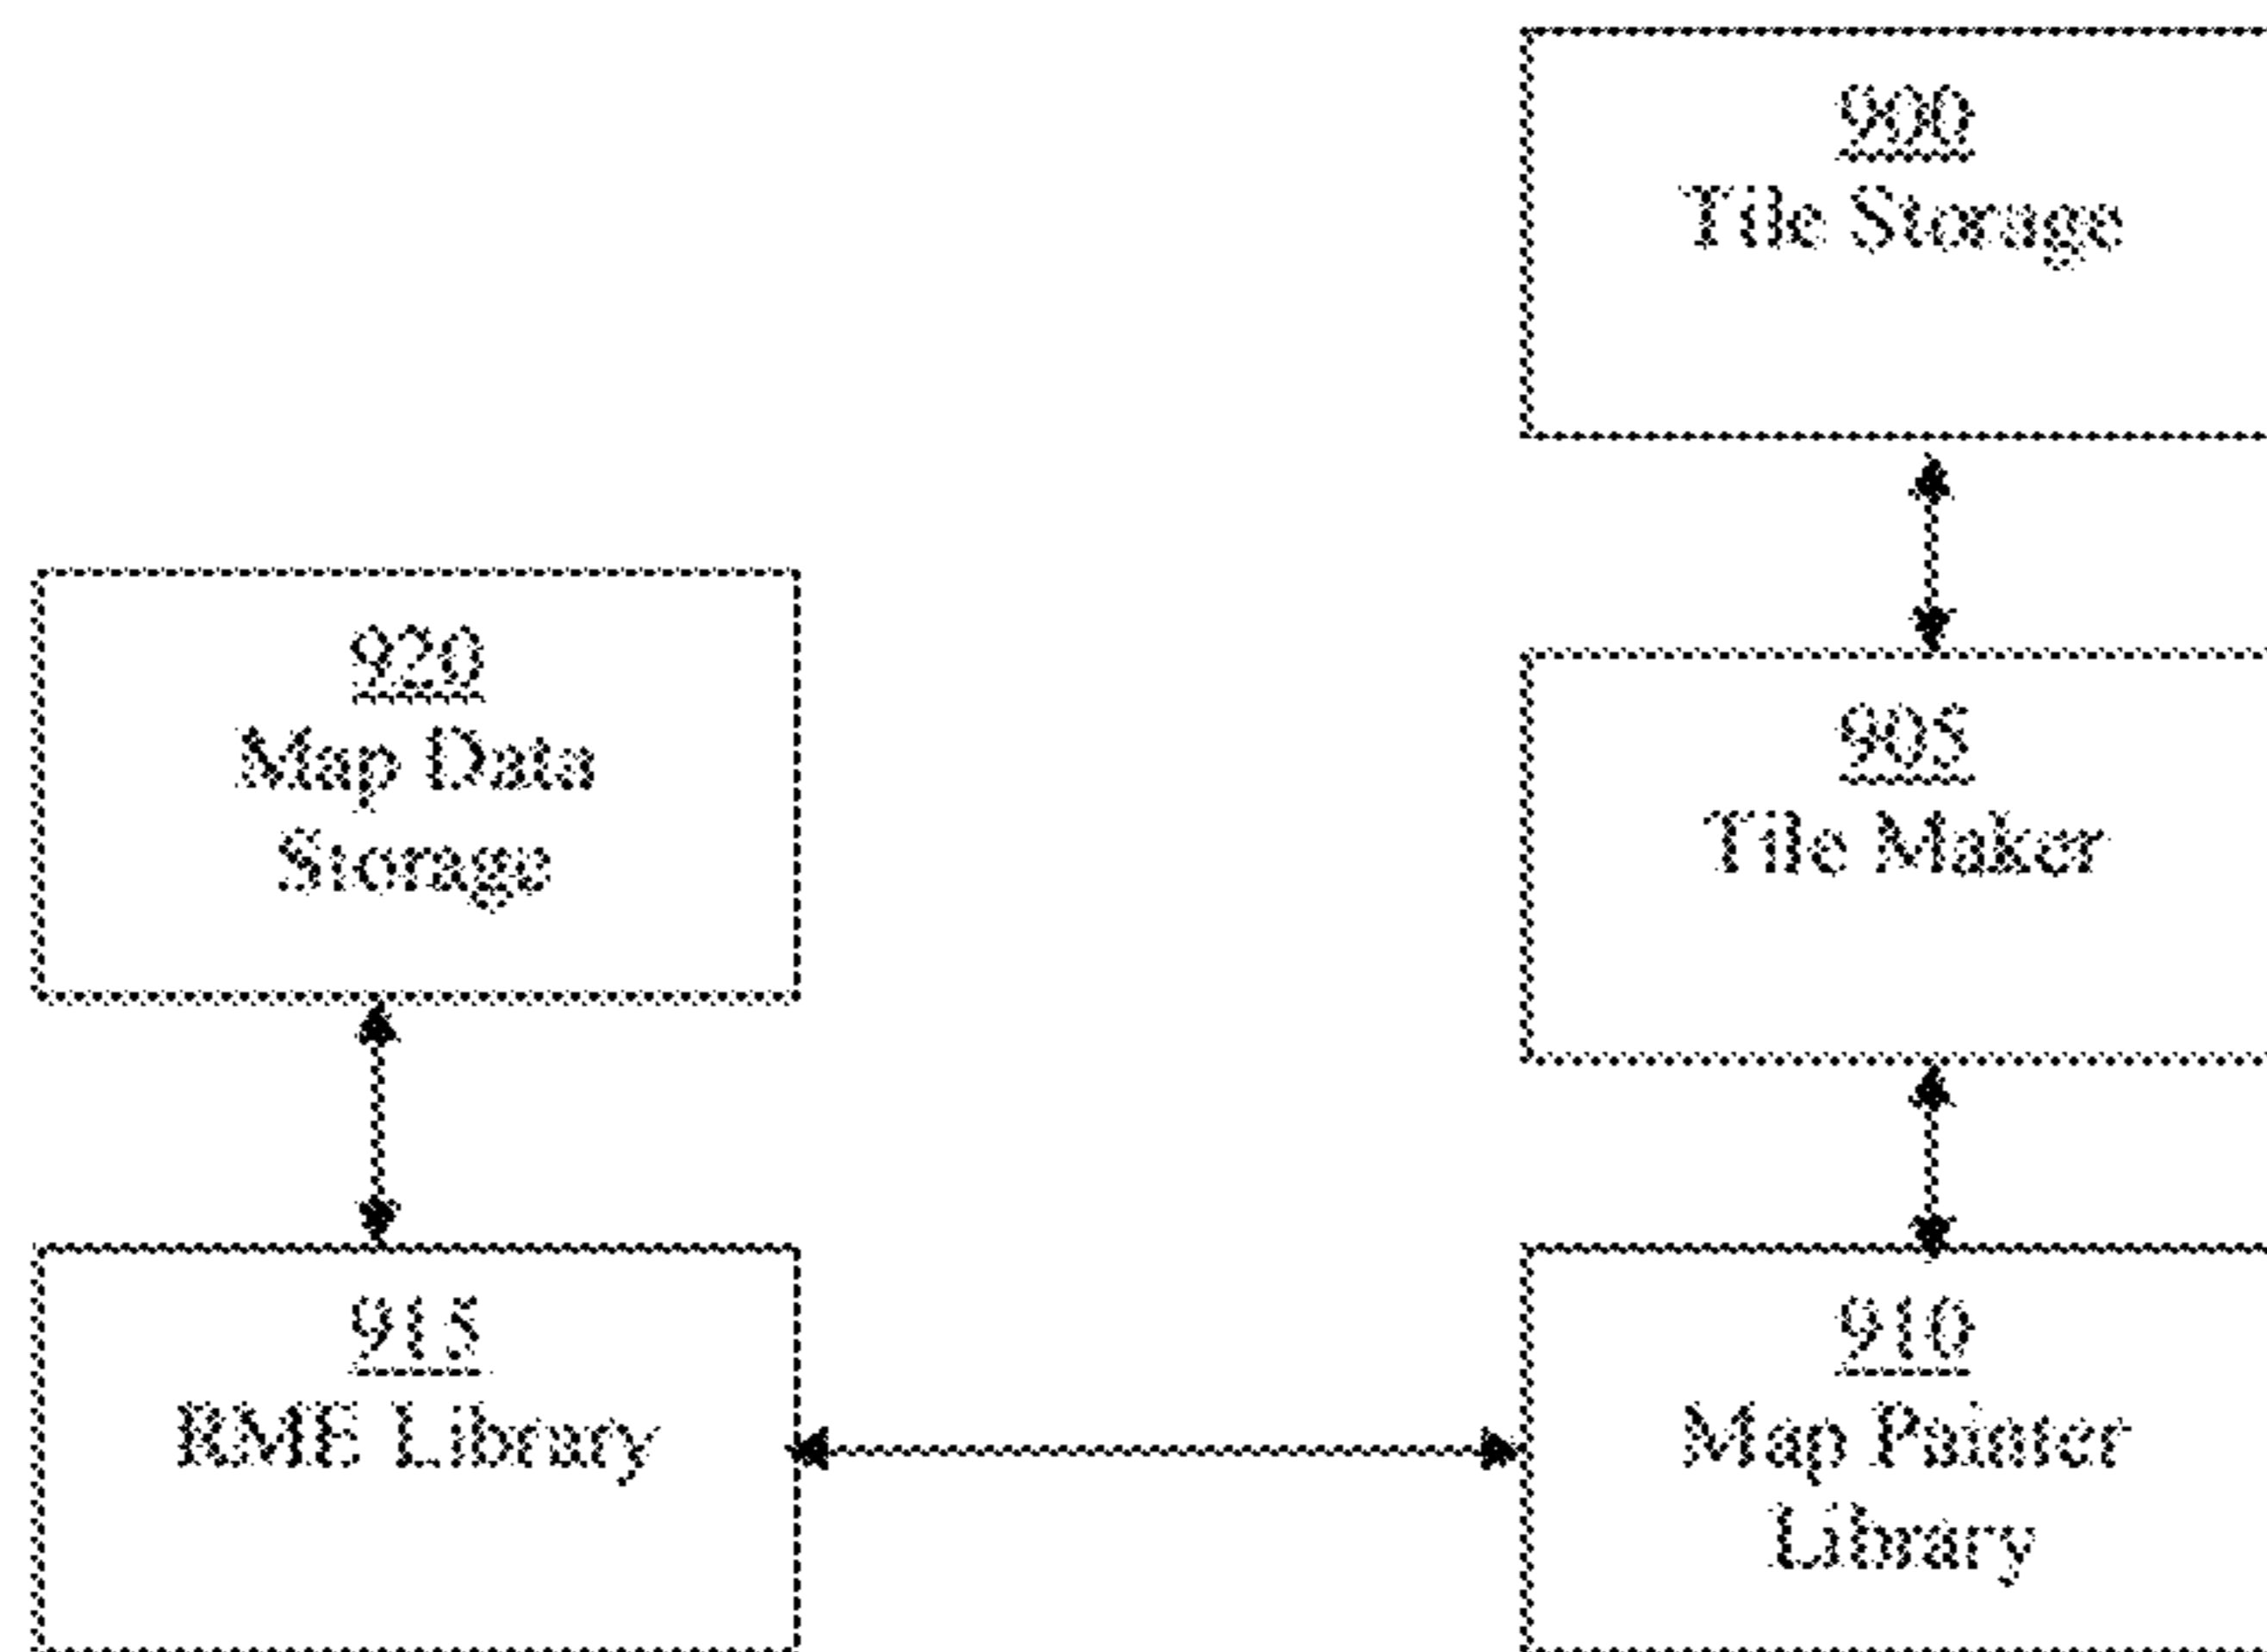 900
Tile Storage
920
Map Data
Storage
905
Tile Maker
915
RME Library
910
Map Painter
Library